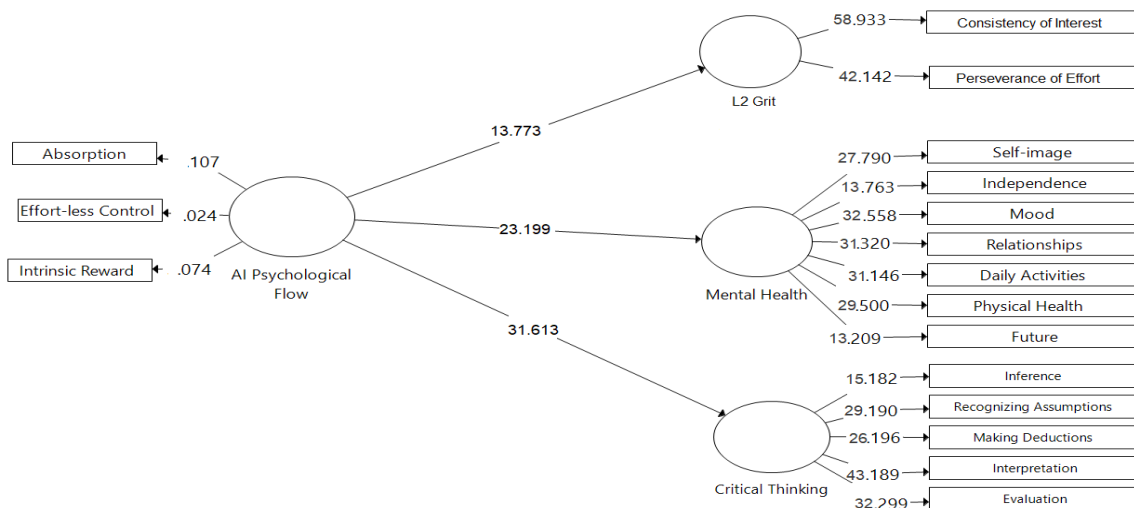 58.933
Consistency of Interest
42.142
Perseverance of Effort
L2 Grit
13.773
Absorption
.107
Effort-less Control
.024
Intrinsic Reward
.074
AI Psychological
Flow
23.199
27.790
Self-image
13.763
Independence
32.558
Mood
31.320
Relationships
31.146
Daily Activities
29.500
Physical Health
13.209
Future
Mental Health
31.613
15.182
Inference
29.190
Recognizing Assumptions
26.196
Making Deductions
43.189
Interpretation
32.299
Evaluation
Critical Thinking